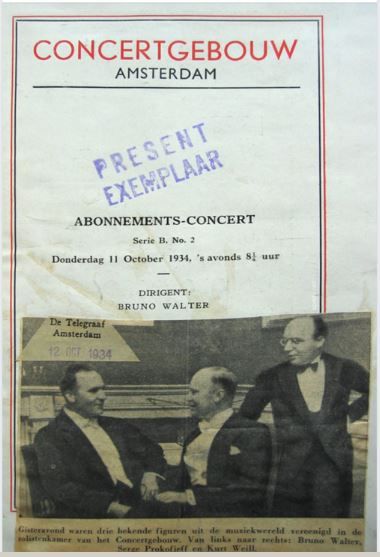 CONCERTGEBOUW
AMSTERDAM
PRESENT
EXEMPLAAR
ABONNEMENTS-CONCERT
Serie B. No. 2
Donderdag 11 October 1934, 's avonds 8¼ uur
DIRIGENT:
BRUNO WALTER
De Telegraaf
Amsterdam
12 OCT 1934
Gisteravond waren drie bekende figuren uit de muziekwereld vereenigd in de
solistenkamer van het Concertgebouw. Van links naar rechts: Bruno Walter,
Serge Prokofieff en Kurt Weill.